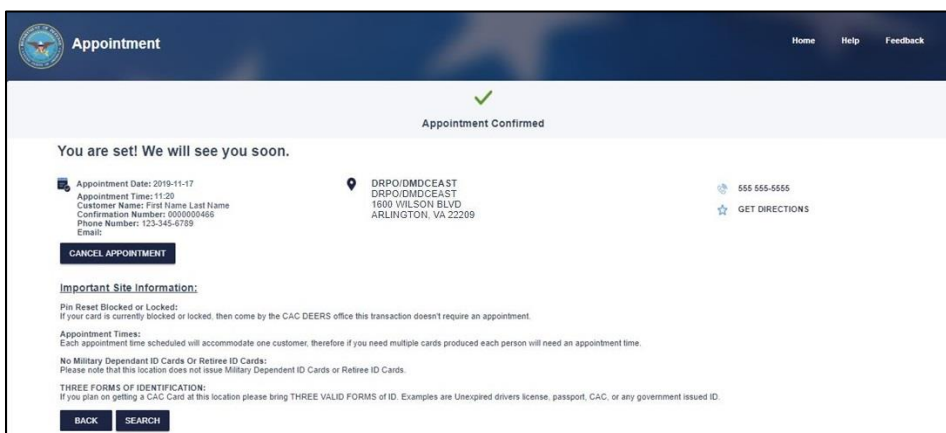 Appointment
Home Help Feedback
Appointment Confirmed
You are set! We will see you soon.
Appointment Date: 2019-11-17
Appointment Time: 11:20
Customer Name: First Name Last Name
Confirmation Number: 0000000466
Phone Number: 123-345-6789
Email:
CANCEL APPOINTMENT
DRPO/DMDCEAST
DRPO/DMDCEAST
1600 WILSON BLVD
ARLINGTON, VA 22209
555 555-5555
GET DIRECTIONS
Important Site Information:
Pin Reset Blocked or Locked:
If your card is currently blocked or locked, then come by the CAC DEERS office this transaction doesn't require an appointment.
Appointment Times:
Each appointment time scheduled will accommodate one customer, therefore if you need multiple cards produced each person will need an appointment time.
No Military Dependant ID Cards Or Retiree ID Cards:
Please note that this location does not issue Military Dependent ID Cards or Retiree ID Cards.
THREE FORMS OF IDENTIFICATION:
If you plan on getting a CAC Card at this location please bring THREE VALID FORMS of ID. Examples are Unexpired drivers license, passport, CAC, or any government issued ID.
BACK SEARCH